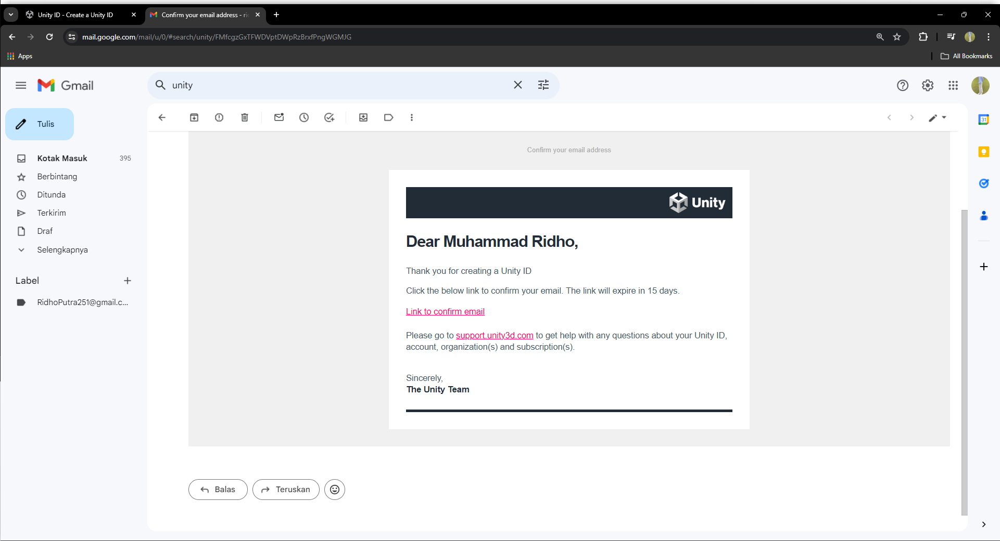 Unity ID - Create a Unity ID
Confirm your email address - ri
mail.google.com/mail/u/0/#search/unity/FMfcgzGxTFWDVptDWpRzBrxfPngWGMJG
Apps
All Bookmarks
Gmail
unity
Tulis
Kotak Masuk 395
Berbintang
Ditunda
Terkirim
Draf
Selengkapnya
Label
RidhoPutra251@gmail.c...
31
Confirm your email address
Unity
Dear Muhammad Ridho,
Thank you for creating a Unity ID
Click the below link to confirm your email. The link will expire in 15 days.
Link to confirm email
Please go to support.unity3d.com to get help with any questions about your Unity ID,
account, organization(s) and subscription(s).
Sincerely,
The Unity Team
Balas
Teruskan